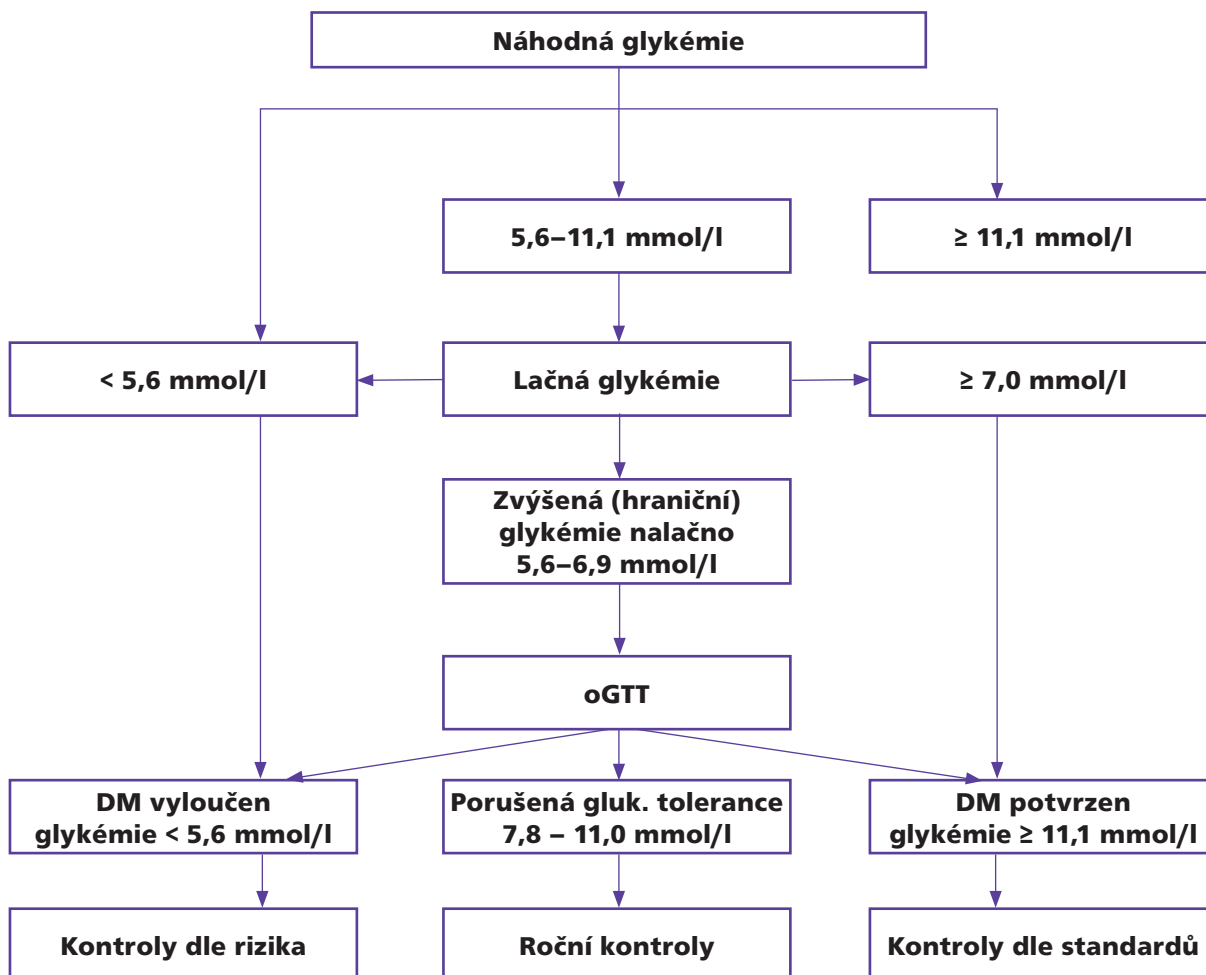 Náhodná glykémie
5,6–11,1 mmol/l
≥ 11,1 mmol/l
< 5,6 mmol/l
Lačná glykémie
≥ 7,0 mmol/l
Zvýšená (hraniční)
glykémie nalačno
5,6–6,9 mmol/l
oGTT
DM vyloučen
glykémie < 5,6 mmol/l
Porušená gluk. tolerance
7,8 – 11,0 mmol/l
DM potvrzen
glykémie ≥ 11,1 mmol/l
Kontroly dle rizika
Roční kontroly
Kontroly dle standardů